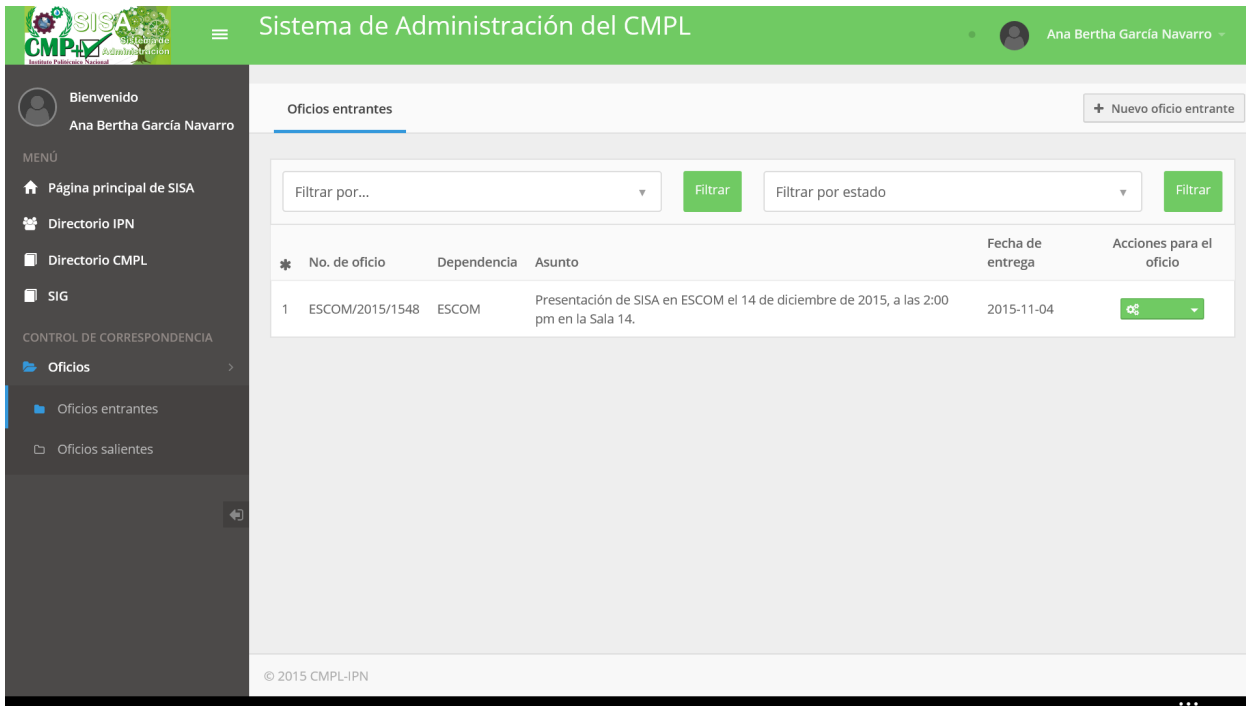 SISA
Sistema de
CMP+L Administración
Instituto Politécnico Nacional
Sistema de Administración del CMPL
Ana Bertha García Navarro
Bienvenido
Ana Bertha García Navarro
MENÚ
Página principal de SISA
Directorio IPN
Directorio CMPL
SIG
CONTROL DE CORRESPONDENCIA
Oficios
Oficios entrantes
Oficios salientes
Oficios entrantes
+ Nuevo oficio entrante
Filtrar por...
Filtrar
Filtrar por estado
Filtrar
No. de oficio Dependencia Asunto Fecha de entrega Acciones para el oficio
1 ESCOM/2015/1548 ESCOM Presentación de SISA en ESCOM el 14 de diciembre de 2015, a las 2:00
pm en la Sala 14. 2015-11-04
© 2015 CMPL-IPN